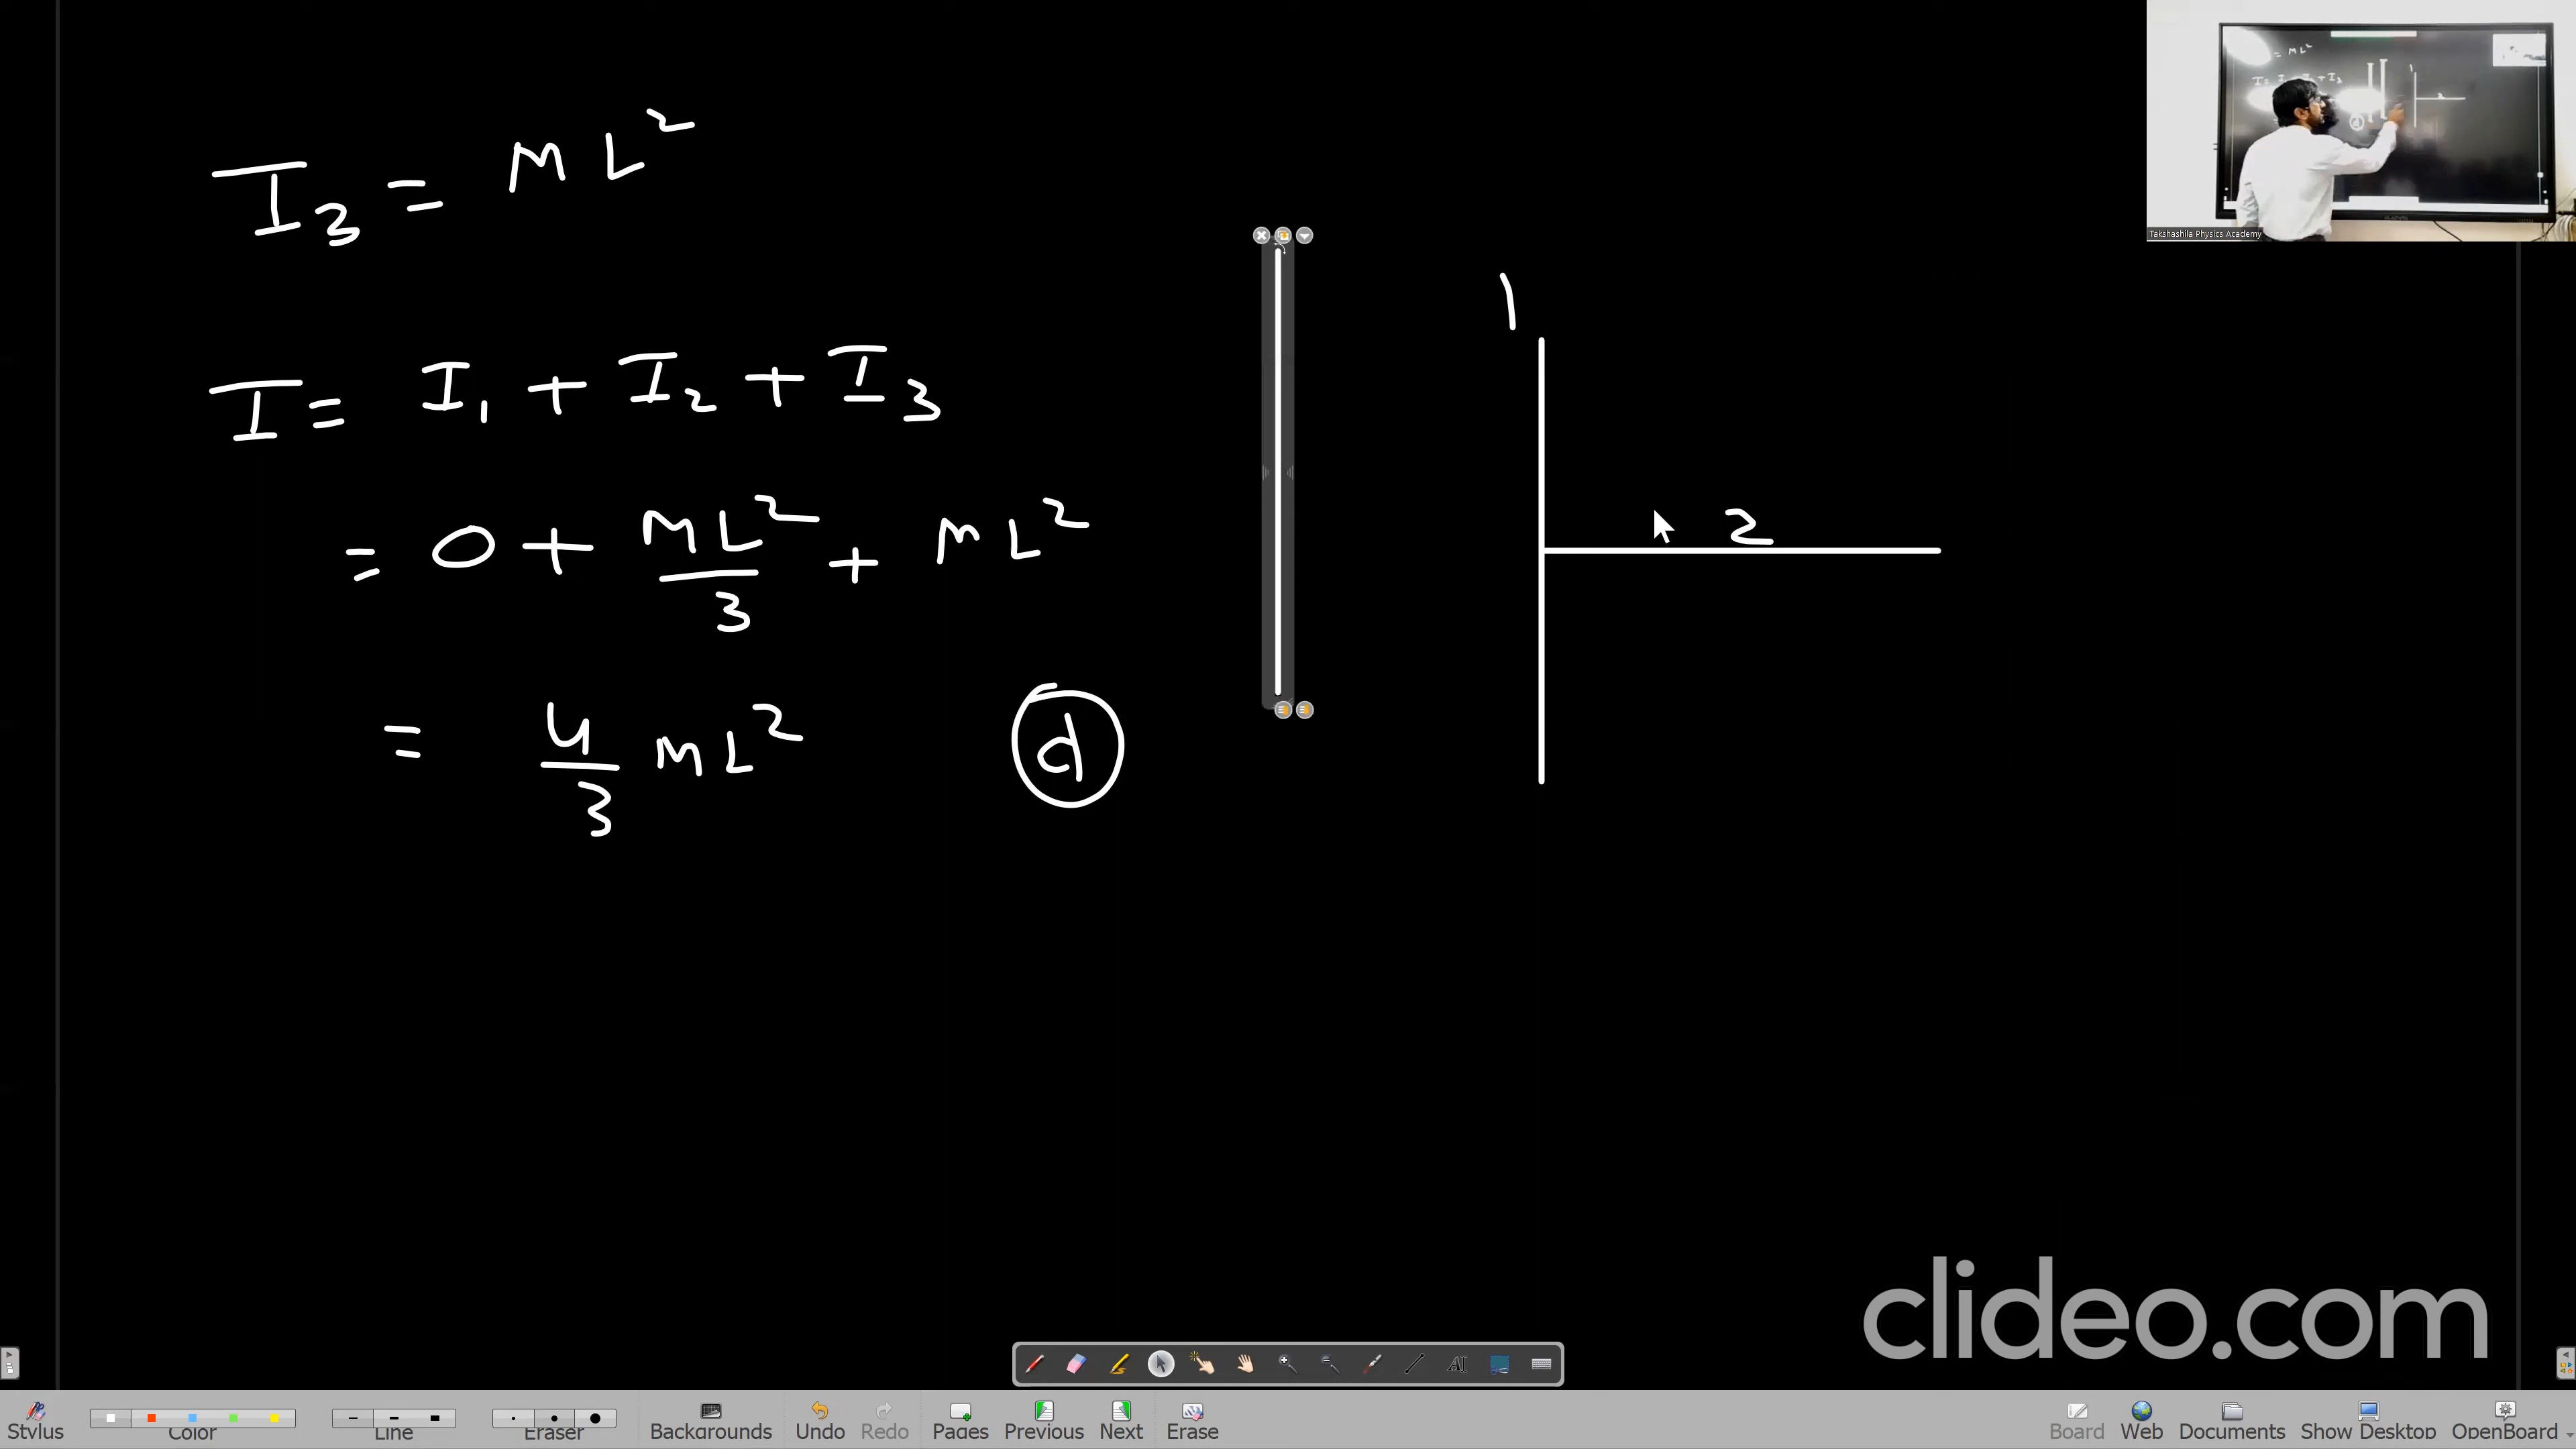 I₃ = ML²
I = I₁ + I₂ + I₃
= 0 + ML²/3 + ML²
= 4/3 ML²
d
1
2
Takshashila Physics Academy
clideo.com
Stylus
Color
Line
Eraser
Backgrounds
Undo
Redo
Pages
Previous
Next
Erase
Board
Web
Documents
Show Desktop
OpenBoard